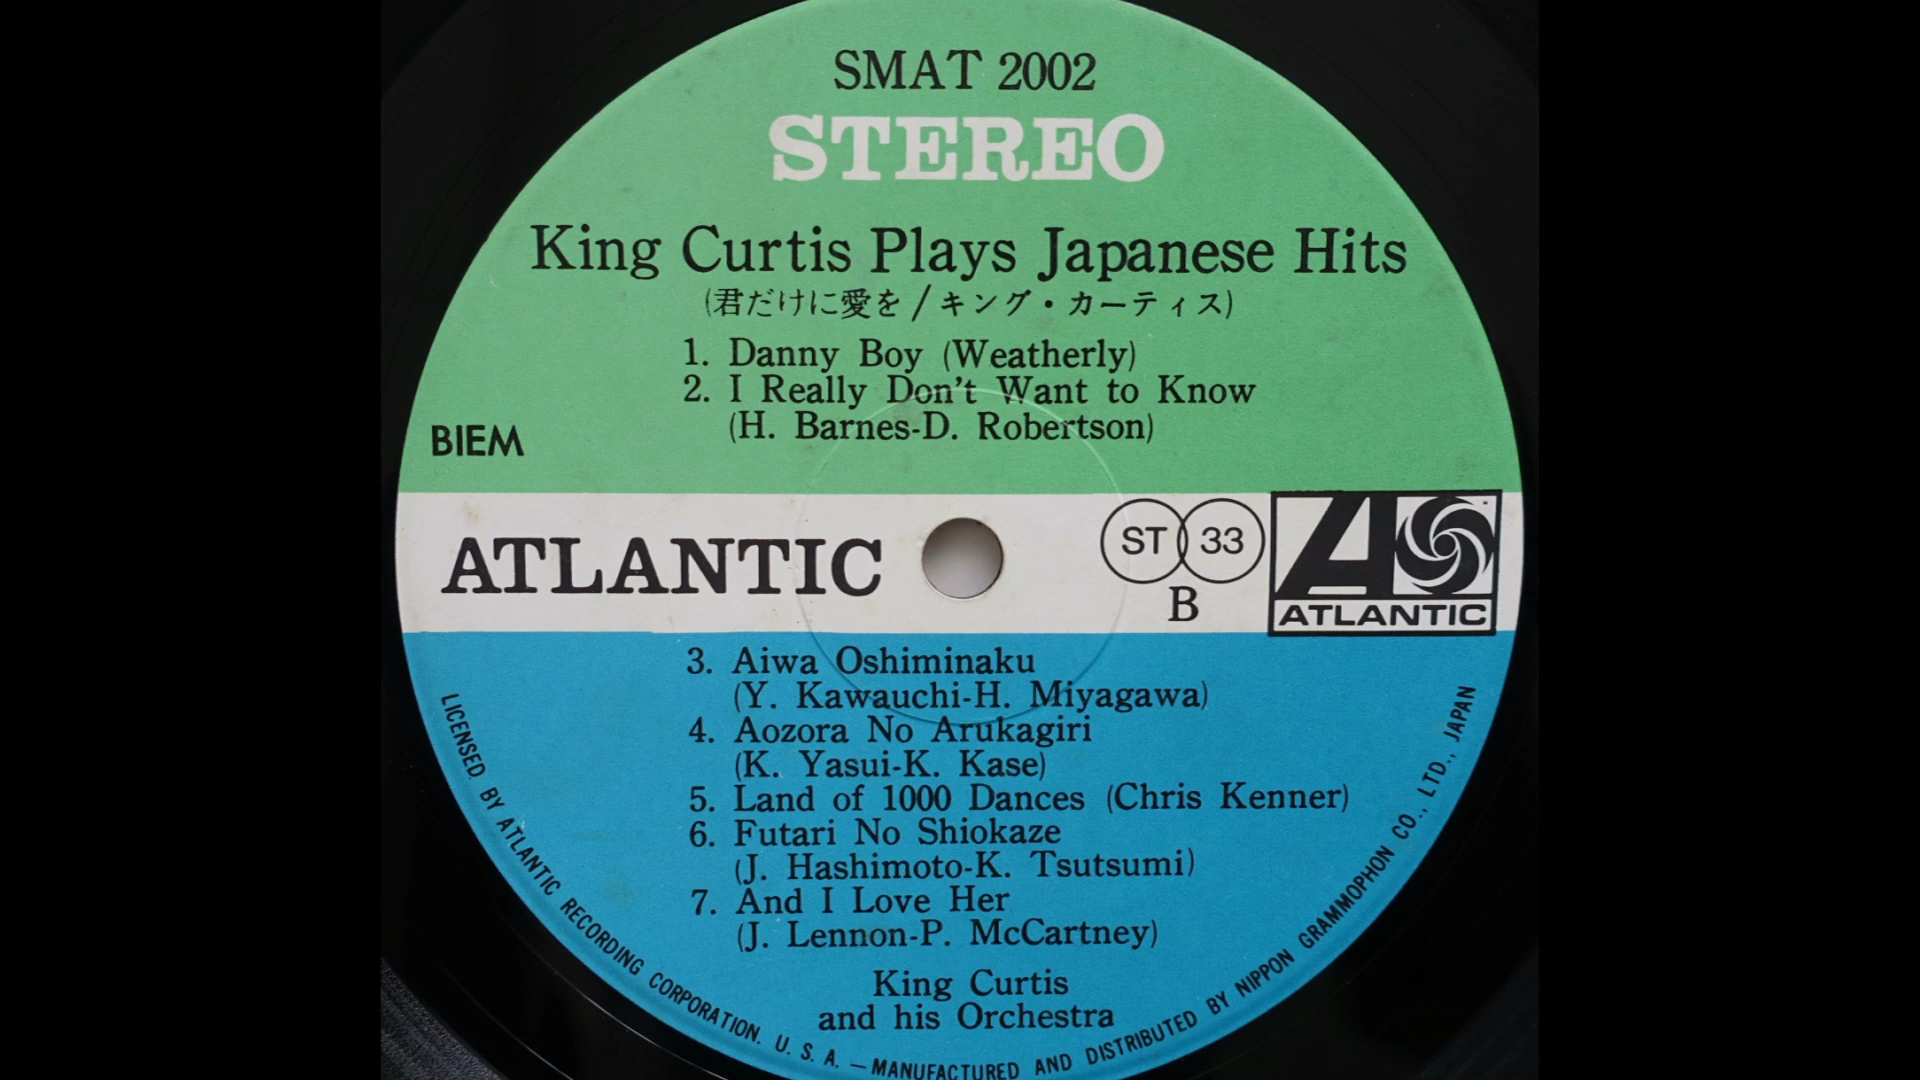 SMAT 2002
STEREO
King Curtis Plays Japanese Hits
(君だけに愛を/キング・カーティス)
1. Danny Boy (Weatherly)
2. I Really Don't Want to Know
(H. Barnes-D. Robertson)
BIEM
ATLANTIC
ST 33
B
ATLANTIC
3. Aiwa Oshiminaku
(Y. Kawauchi-H. Miyagawa)
4. Aozora No Arukagiri
(K. Yasui-K. Kase)
5. Land of 1000 Dances (Chris Kenner)
6. Futari No Shiokaze
(J. Hashimoto-K. Tsutsumi)
7. And I Love Her
(J. Lennon-P. McCartney)
King Curtis
and his Orchestra
LICENSED BY ATLANTIC RECORDING CORPORATION. U. S. A. — MANUFACTURED AND DISTRIBUTED BY NIPPON GRAMMOPHON CO., LTD., JAPAN